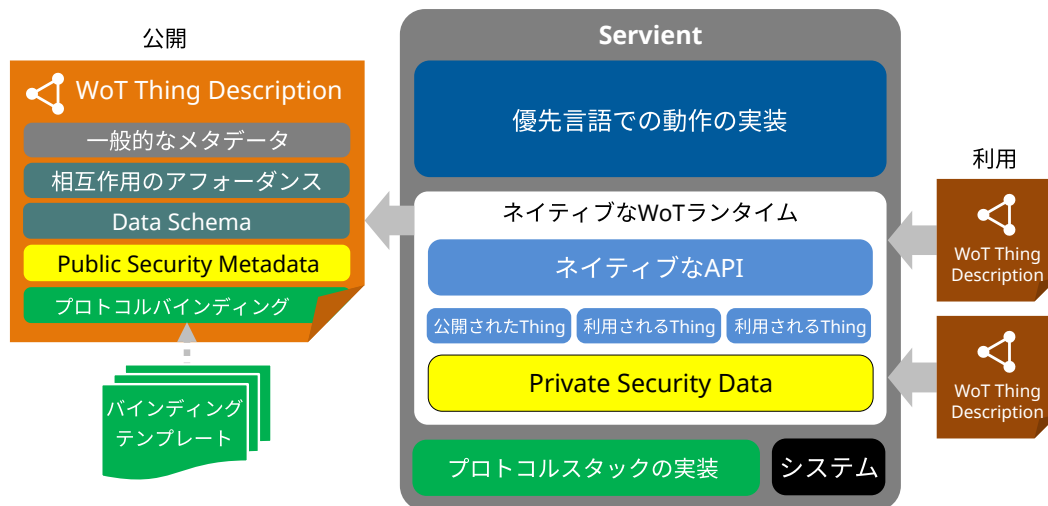 公開
WoT Thing Description
一般的なメタデータ
相互作用のアフォーダンス
Data Schema
Public Security Metadata
プロトコルバインディング
バインディング
テンプレート
Servient
優先言語での動作の実装
ネイティブなWoTランタイム
ネイティブなAPI
公開されたThing
利用されるThing
利用されるThing
Private Security Data
プロトコルスタックの実装
システム
利用
WoT Thing
Description
WoT Thing
Description